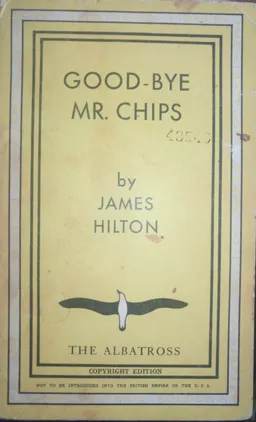 GOOD-BYE
MR. CHIPS
by
JAMES
HILTON
THE ALBATROSS
COPYRIGHT EDITION
NOT TO BE INTRODUCED INTO THE BRITISH EMPIRE OR THE U.S.A.